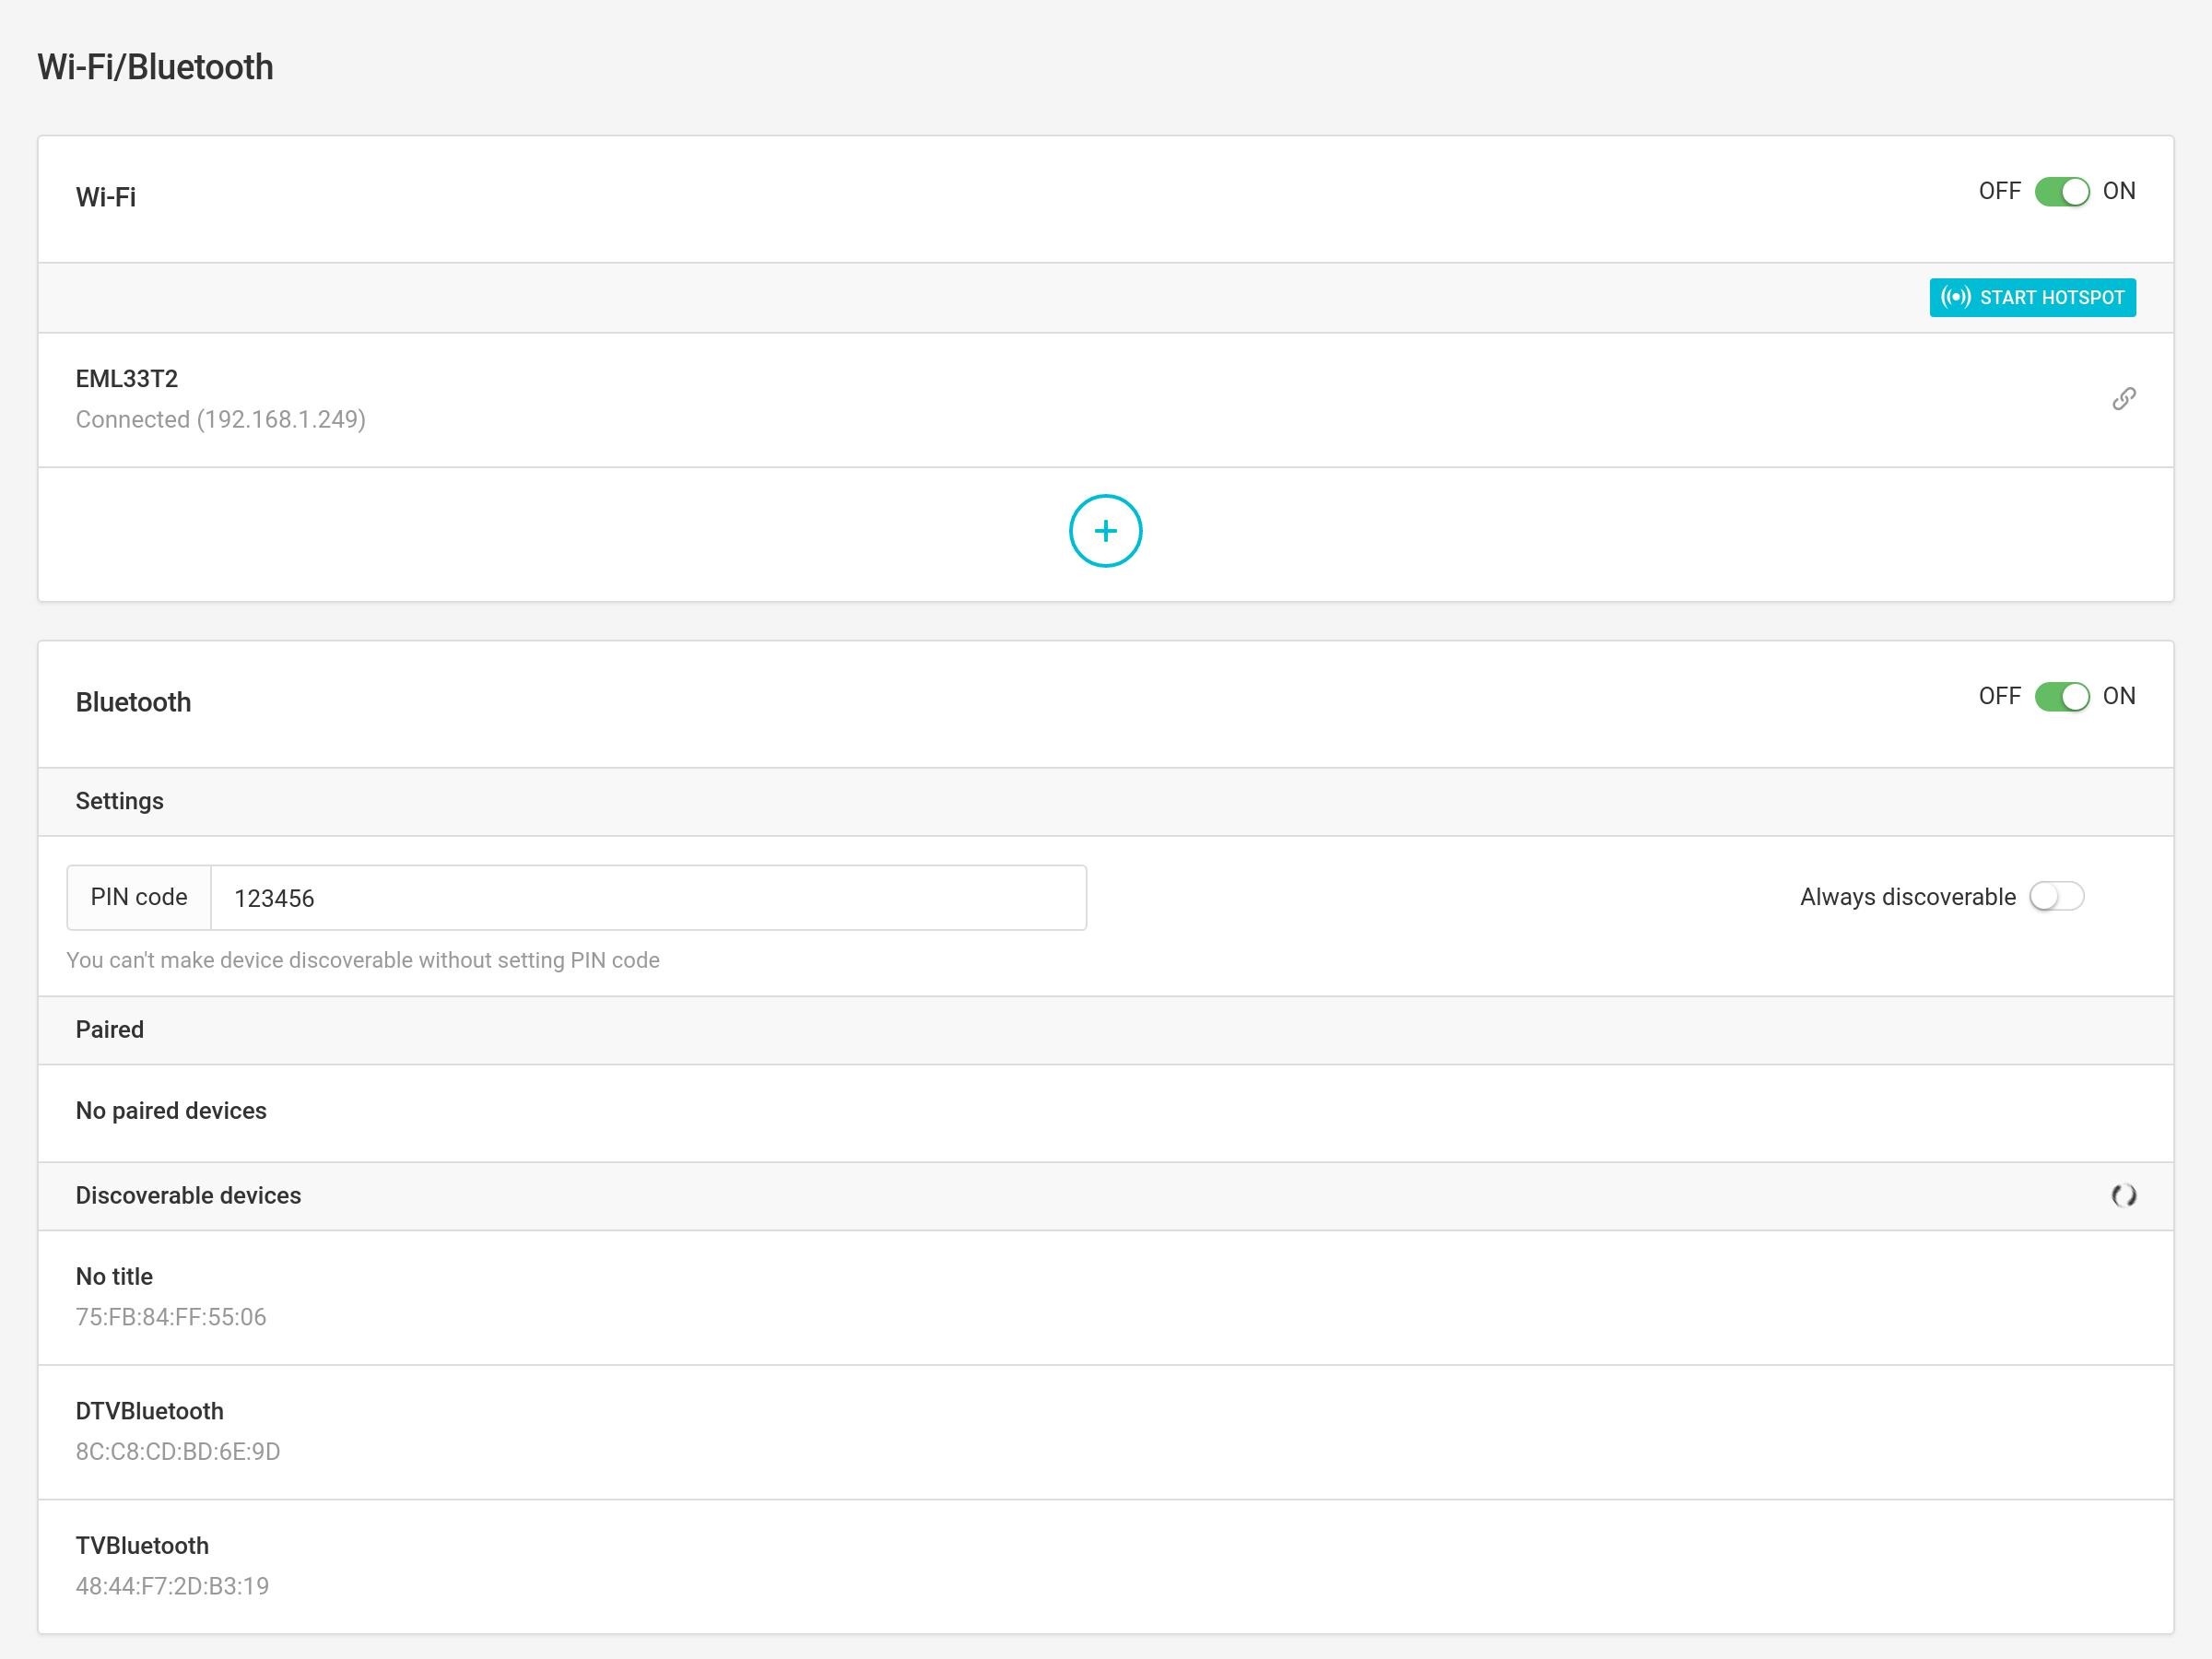 Wi-Fi/Bluetooth
Wi-Fi
OFF ON
START HOTSPOT
EML33T2
Connected (192.168.1.249)
Bluetooth
OFF ON
Settings
PIN code 123456 Always discoverable
You can't make device discoverable without setting PIN code
Paired
No paired devices
Discoverable devices
No title
75:FB:84:FF:55:06
DTVBluetooth
8C:C8:CD:BD:6E:9D
TVBluetooth
48:44:F7:2D:B3:19